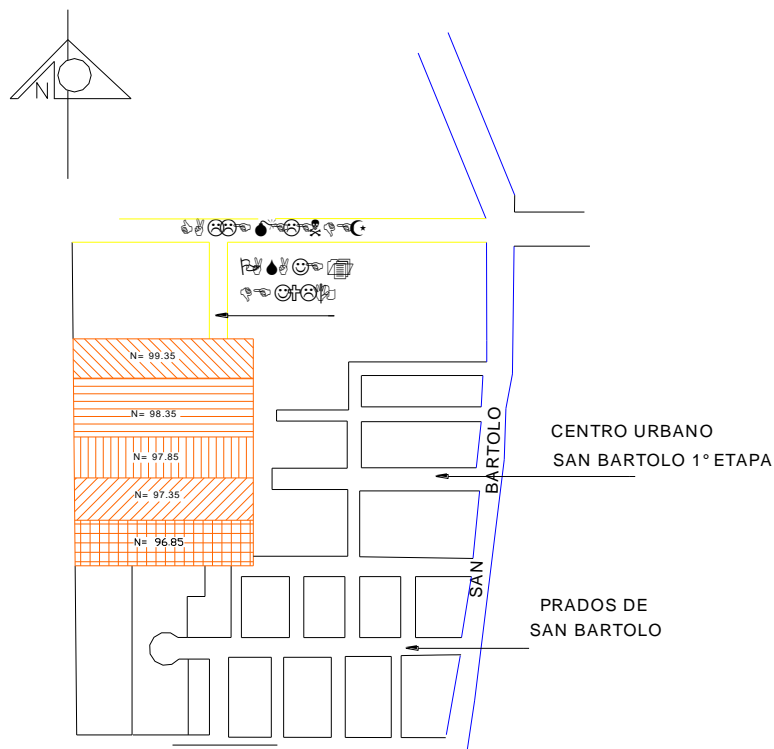 N
N= 99.35
N= 98.35
N= 97.85
N= 97.35
N= 96.85
SAN BARTOLO
CENTRO URBANO
SAN BARTOLO 1° ETAPA
PRADOS DE
SAN BARTOLO